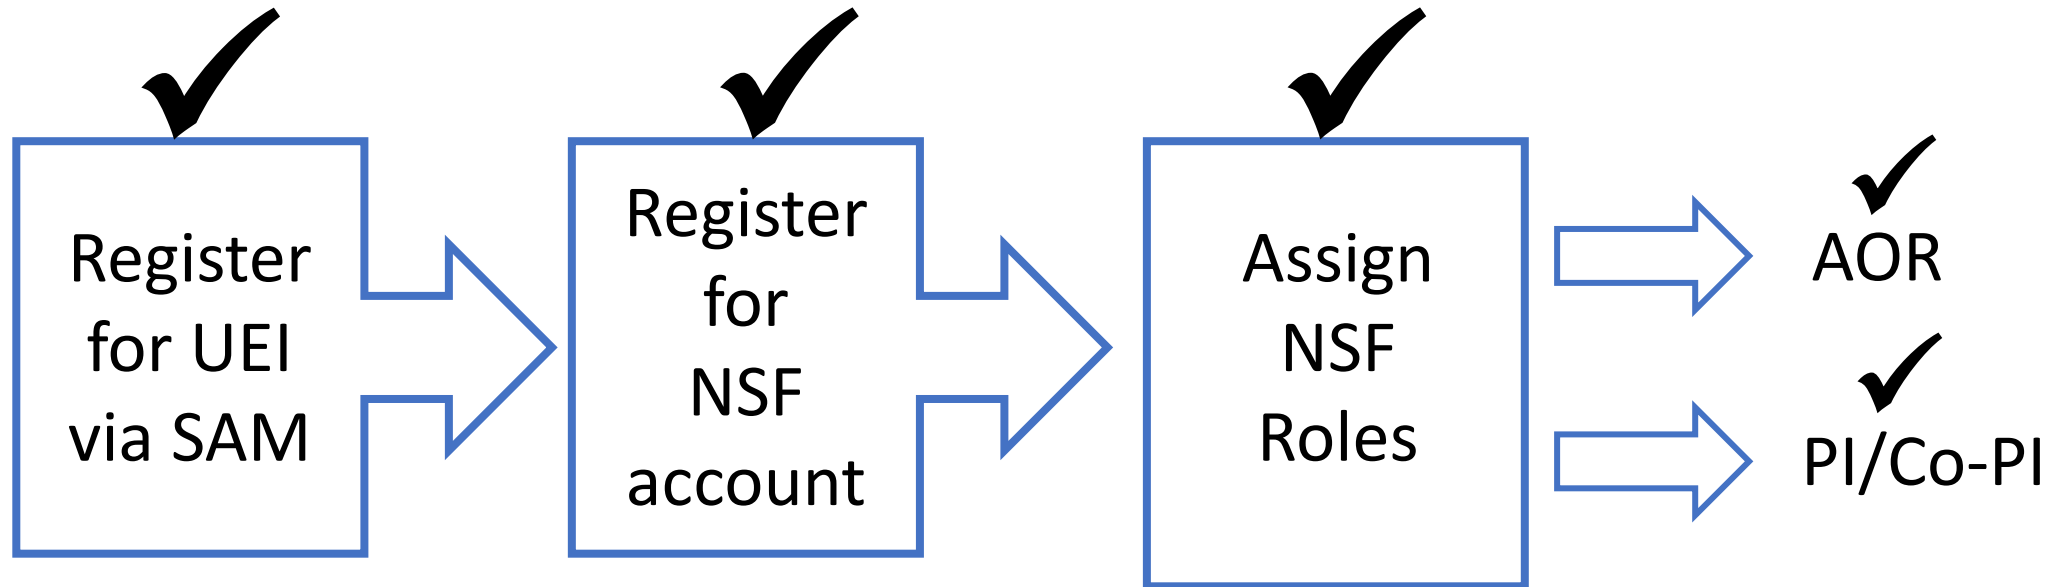 Register
for UEI
via SAM
Register
for
NSF
account
Assign
NSF
Roles
AOR
PI/Co-PI